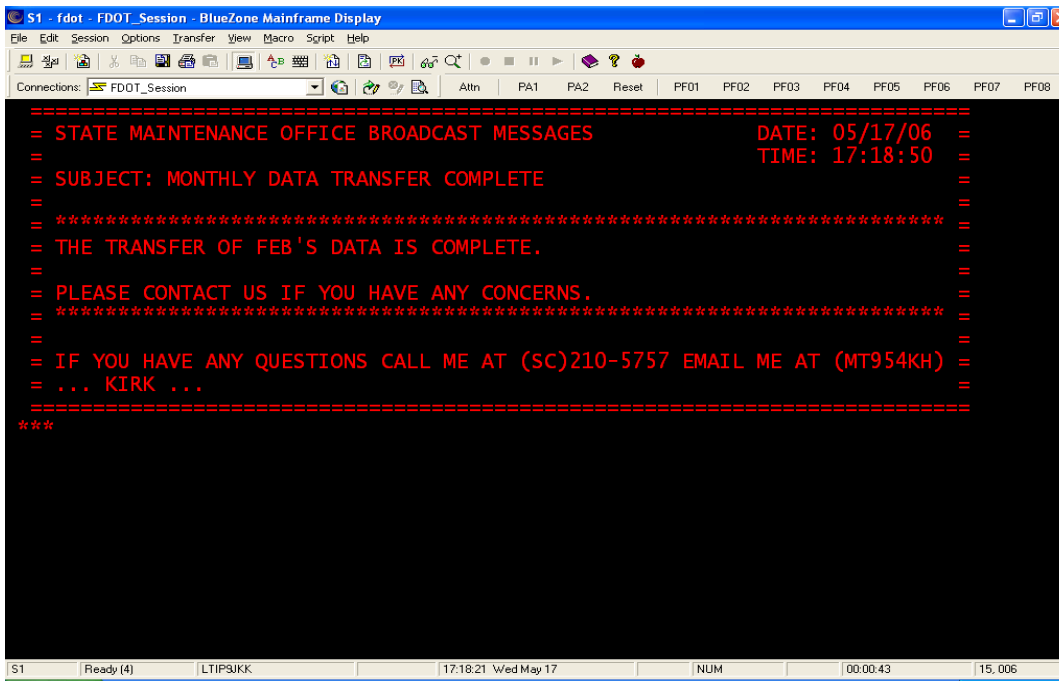 S1 - fdot - FDOT_Session - BlueZone Mainframe Display
File Edit Session Options Transfer View Macro Script Help
Connections: FDOT_Session Attn PA1 PA2 Reset PF01 PF02 PF03 PF04 PF05 PF06 PF07 PF08
===========================================================================
= STATE MAINTENANCE OFFICE BROADCAST MESSAGES DATE: 05/17/06 =
= TIME: 17:18:50 =
= SUBJECT: MONTHLY DATA TRANSFER COMPLETE =
= =
= *********************************************************************** =
= THE TRANSFER OF FEB'S DATA IS COMPLETE. =
= =
= PLEASE CONTACT US IF YOU HAVE ANY CONCERNS. =
= *********************************************************************** =
= =
= IF YOU HAVE ANY QUESTIONS CALL ME AT (SC)210-5757 EMAIL ME AT (MT954KH) =
= ... KIRK ... =
===========================================================================
***
S1 Ready (4) LTIP9JKK 17:18:21 Wed May 17 NUM 00:00:43 15, 006